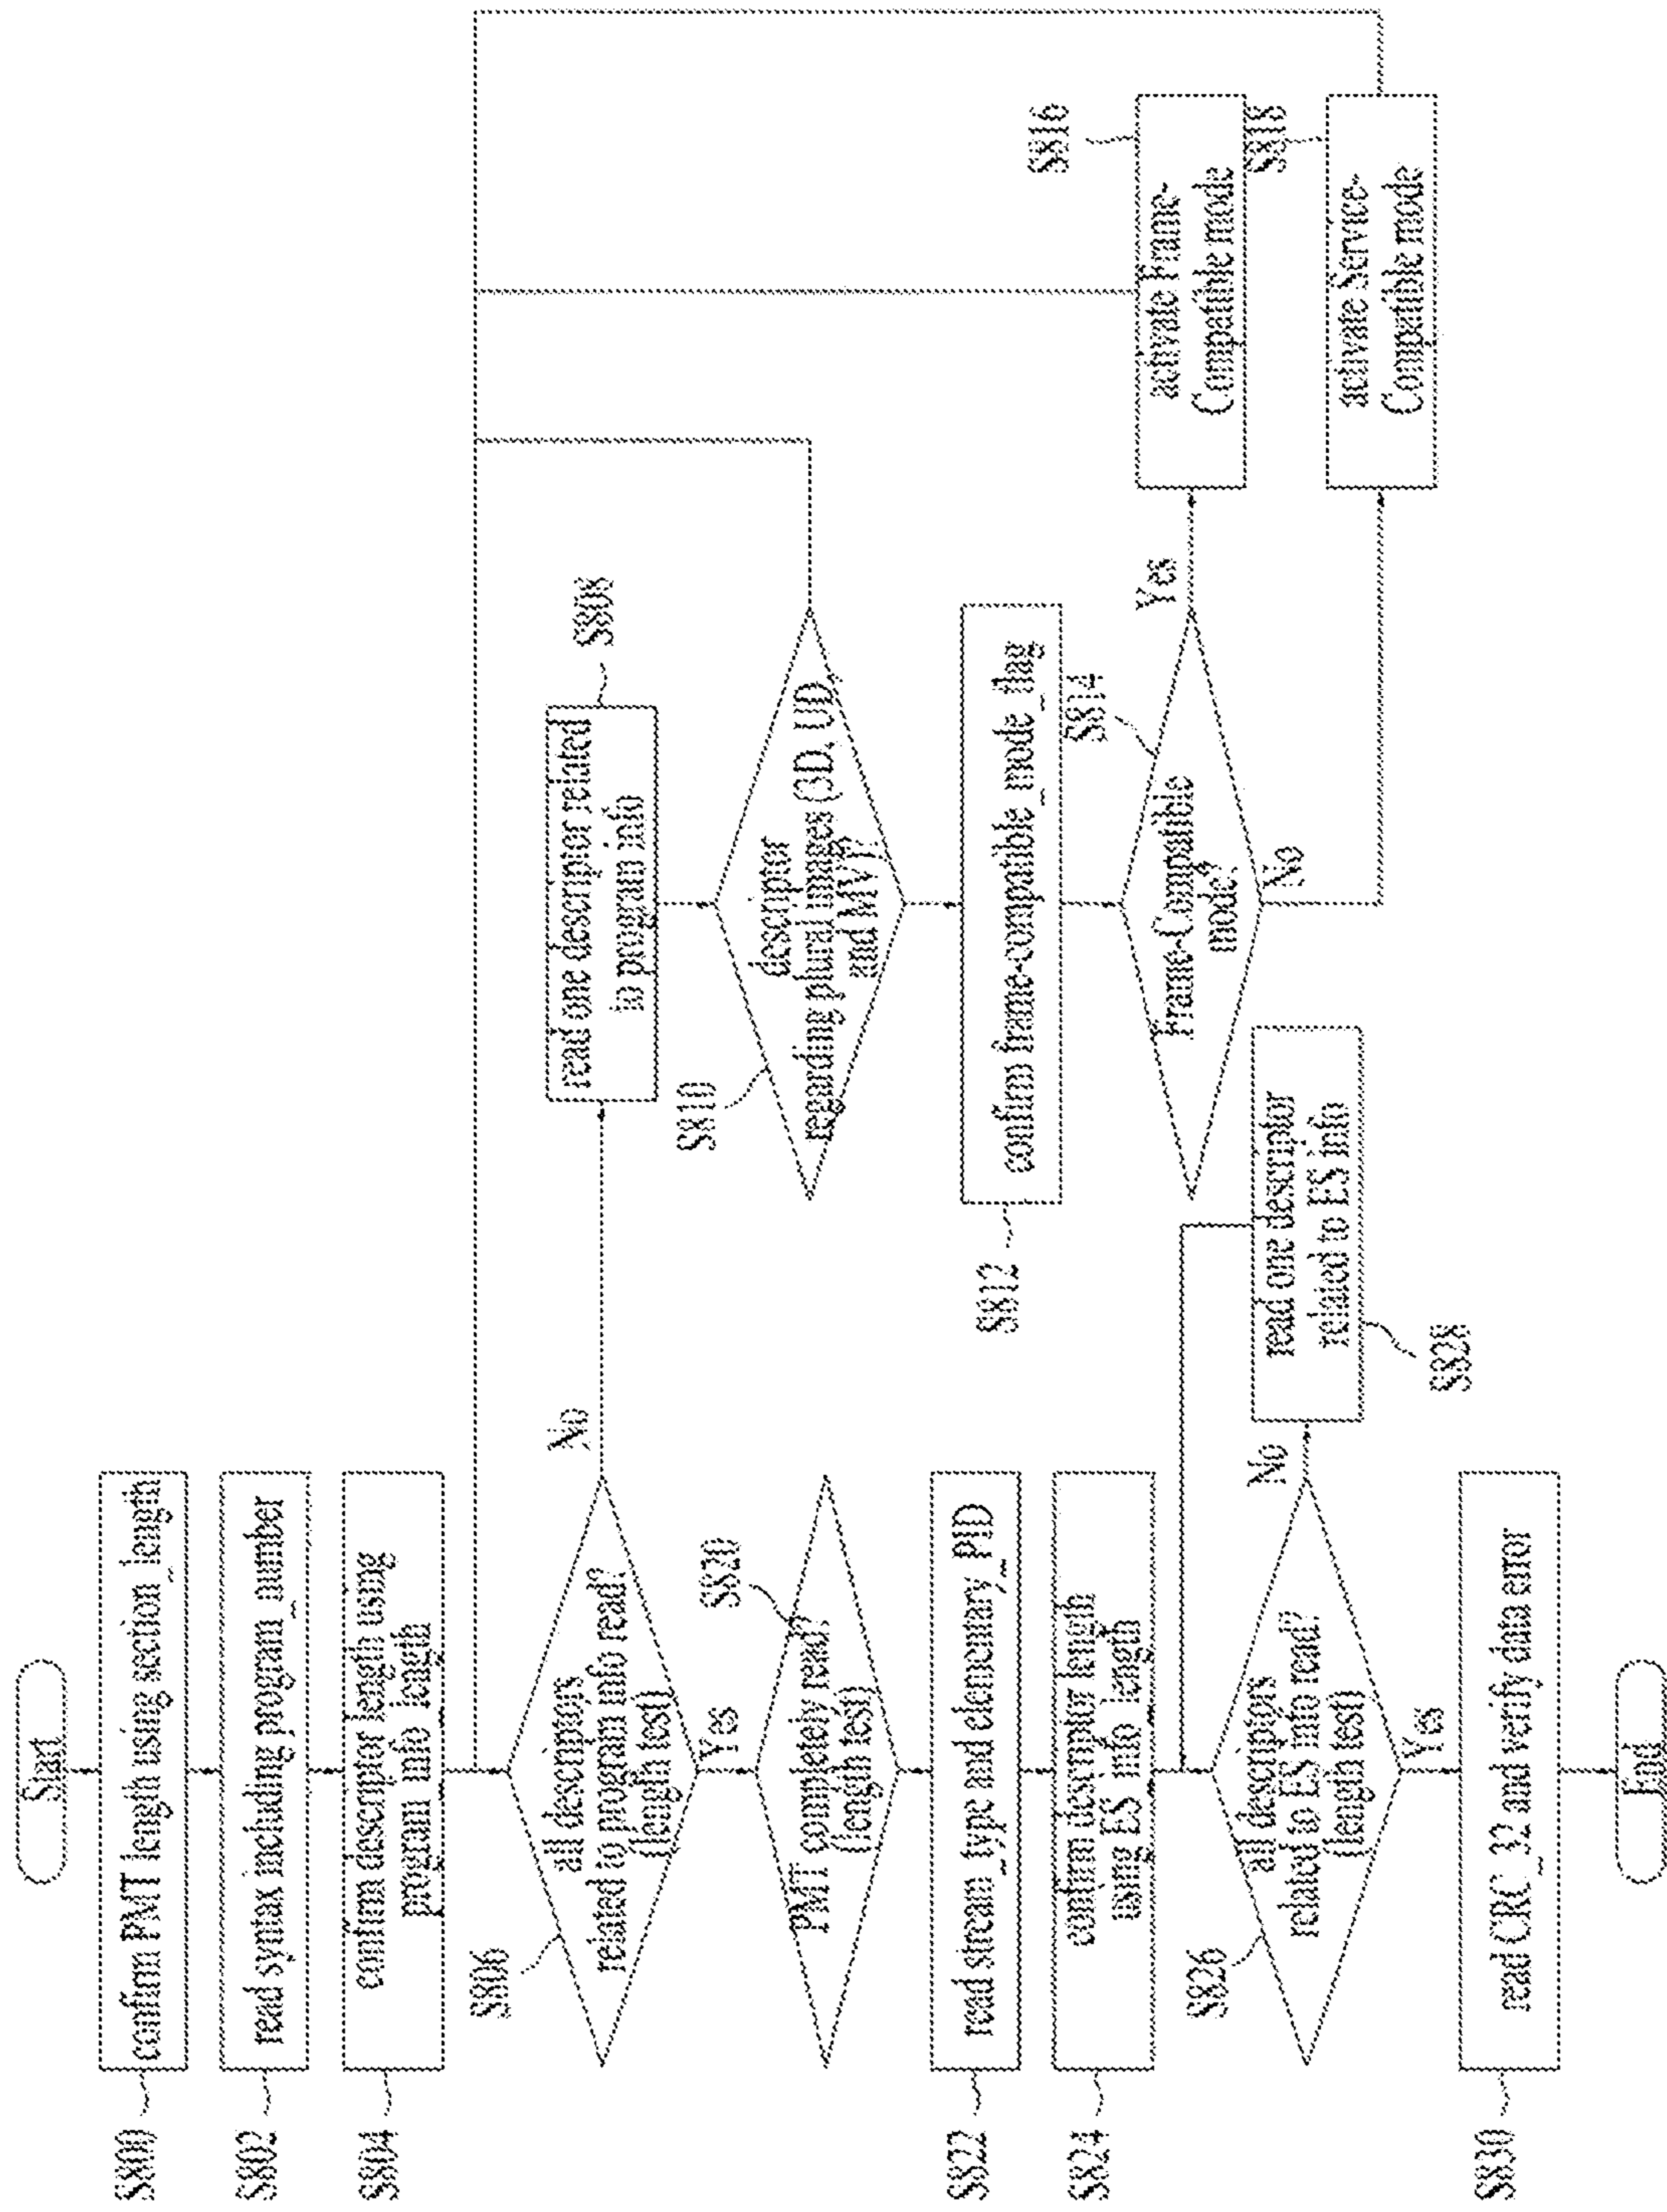 Start
S800
confirm PMT length using section_length
S802
read syntax including program_number
S804
confirm descriptor length using
program_info_length
S806
all descriptors
related to program info read?
(length test)
No
Yes
S808
read one descriptor related
to program info
S810
descriptor
regarding plural images (3D, UD,
and MV)?
S812
confirm frame-compatible_mode_flag
S814
Frame-Compatible
mode?
Yes
No
S816
activate Frame-
Compatible mode
S818
activate Service-
Compatible mode
S820
PMT completely read?
(length test)
S822
read stream_type and elementary_PID
S824
confirm descriptor length
using ES_info_length
S826
all descriptors
related to ES info read?
(length test)
No
Yes
S828
read one descriptor
related to ES info
S830
read CRC_32 and verify data error
End